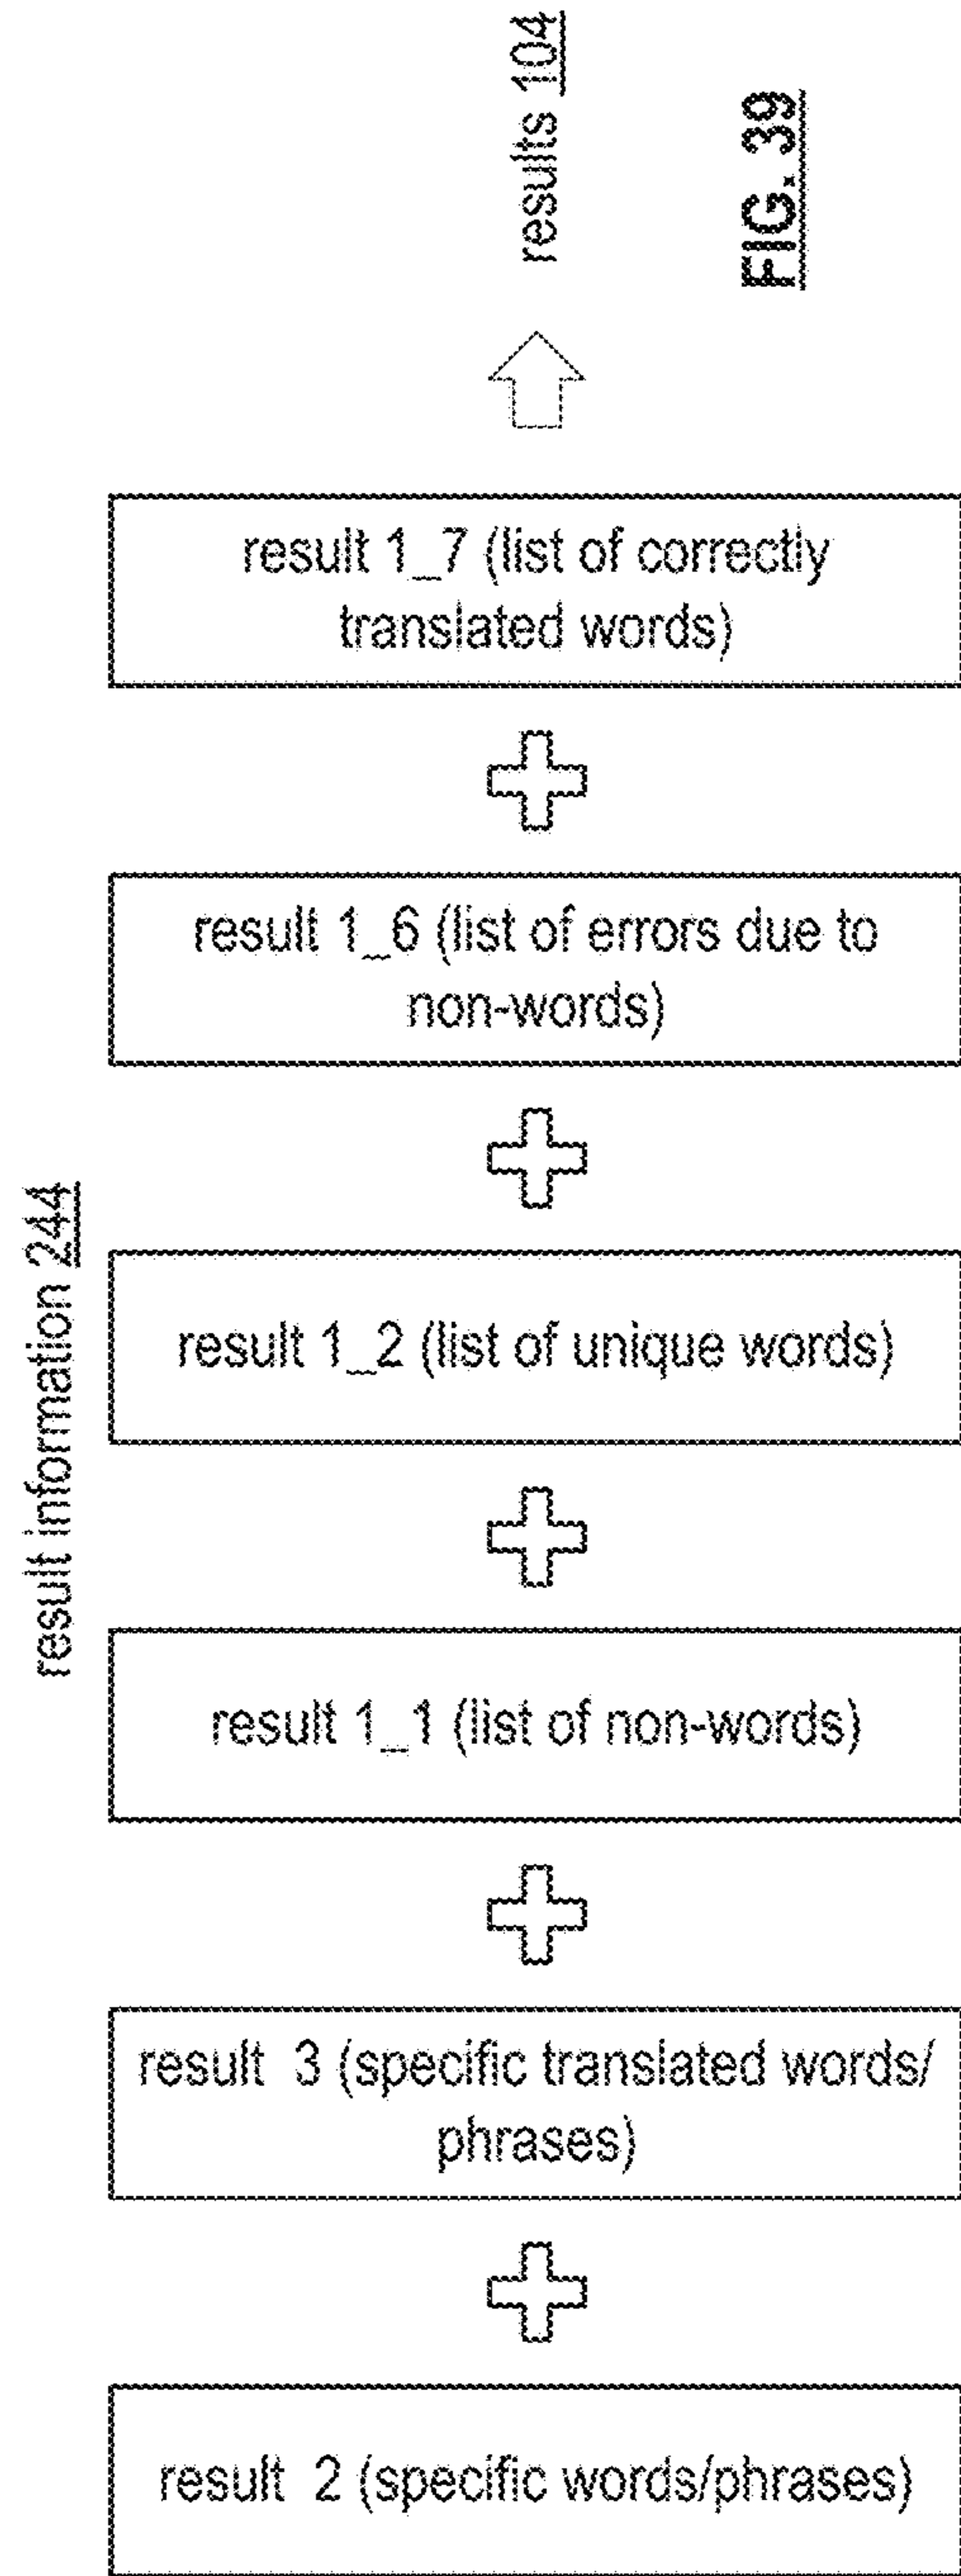 result information 244
result 2 (specific words/phrases)
result 3 (specific translated words/
phrases)
result 1_1 (list of non-words)
result 1_2 (list of unique words)
result 1_6 (list of errors due to
non-words)
result 1_7 (list of correctly
translated words)
results 104
FIG. 39